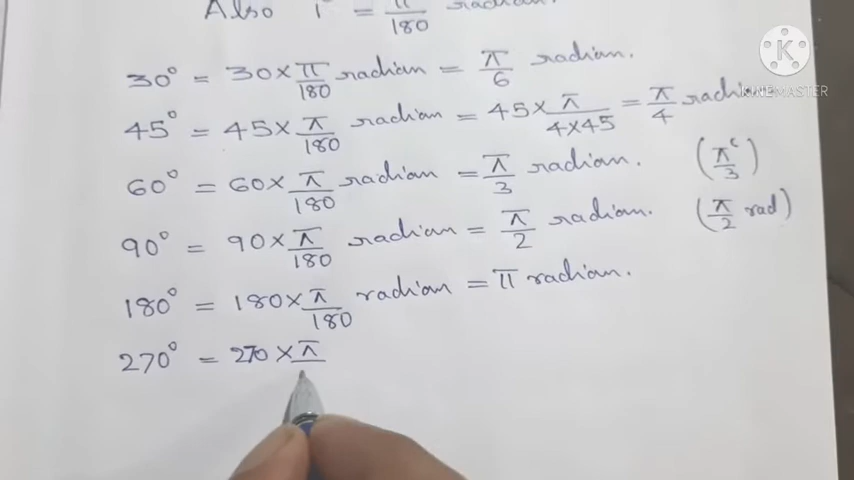 Also 1° = π/180 radian.
30° = 30 × π/180 radian = π/6 radian.
45° = 45 × π/180 radian = 45 × π/4×45 = π/4 radian
60° = 60 × π/180 radian = π/3 radian. (π/3 ᶜ)
90° = 90 × π/180 radian = π/2 radian. (π/2 rad)
180° = 180 × π/180 radian = π radian.
270° = 270 × π/
KINEMASTER